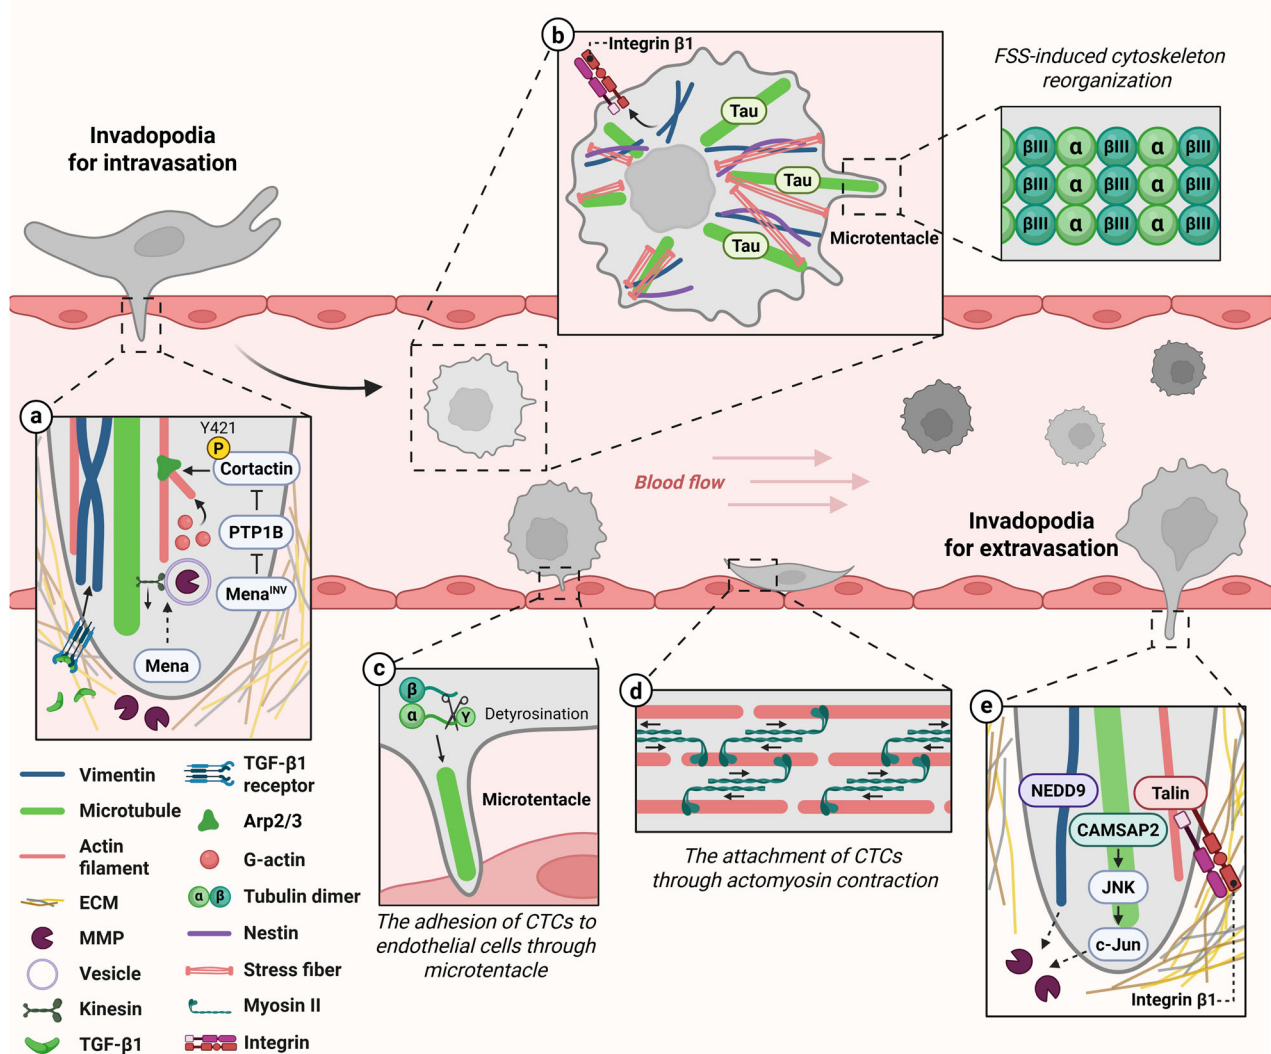 Invadopodia
for intravasation
b
Integrin β1
Tau
Tau
Tau
Microtentacle
FSS-induced cytoskeleton
reorganization
βIII α βIII α βIII
βIII α βIII α βIII
βIII α βIII α βIII
a
Y421
P
Cortactin
PTP1B
Mena^INV
Mena
Blood flow
Invadopodia
for extravasation
c
β
α
Y
Detyrosination
Microtentacle
The adhesion of CTCs to
endothelial cells through
microtentacle
d
The attachment of CTCs
through actomyosin contraction
e
NEDD9
Talin
CAMSAP2
JNK
c-Jun
Integrin β1
Vimentin
Microtubule
Actin
filament
ECM
MMP
Vesicle
Kinesin
TGF-β1
TGF-β1
receptor
Arp2/3
G-actin
α β
Tubulin dimer
Nestin
Stress fiber
Myosin II
Integrin